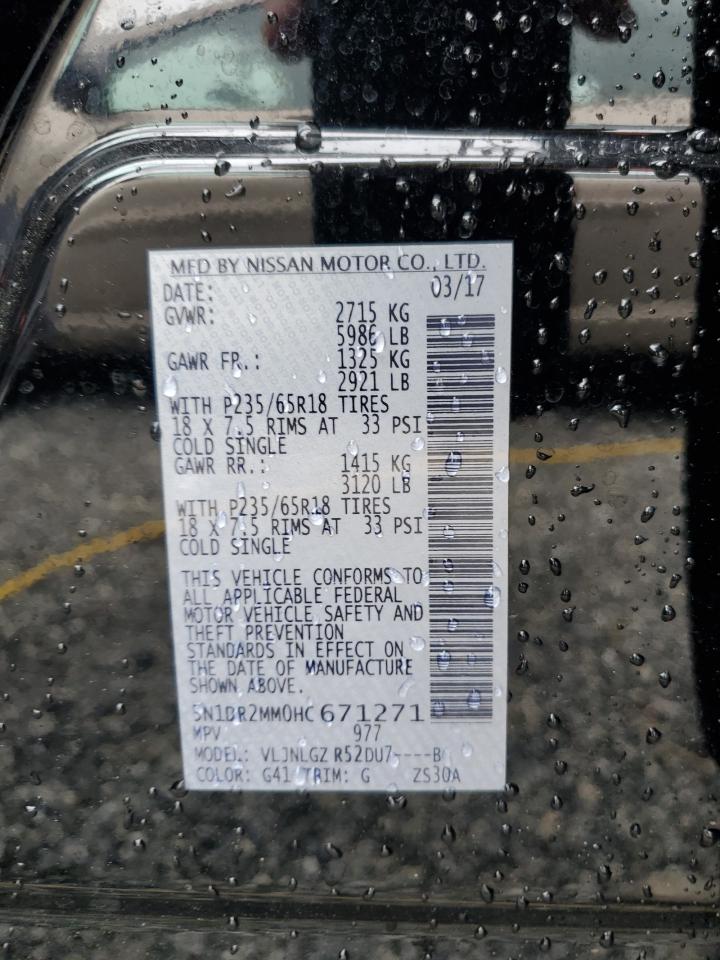 MFD BY NISSAN MOTOR CO., LTD.
DATE: 03/17
GVWR: 2715 KG
5986 LB
GAWR FR.: 1325 KG
2921 LB
WITH P235/65R18 TIRES
18 X 7.5 RIMS AT 33 PSI
COLD SINGLE
GAWR RR.: 1415 KG
3120 LB
WITH P235/65R18 TIRES
18 X 7.5 RIMS AT 33 PSI
COLD SINGLE
THIS VEHICLE CONFORMS TO
ALL APPLICABLE FEDERAL
MOTOR VEHICLE SAFETY AND
THEFT PREVENTION
STANDARDS IN EFFECT ON
THE DATE OF MANUFACTURE
SHOWN ABOVE.
5N1DR2MM0HC671271
MPV 977
MODEL: VLJNLGZ R52DU7----B
COLOR: G41 TRIM: G ZS30A